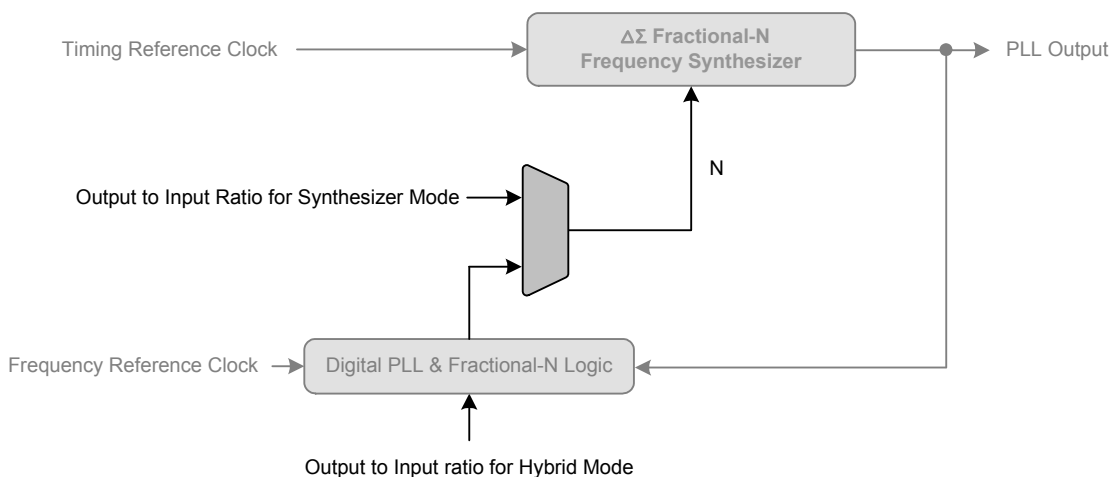 Timing Reference Clock
ΔΣ Fractional-N
Frequency Synthesizer
PLL Output
N
Output to Input Ratio for Synthesizer Mode
Frequency Reference Clock
Digital PLL & Fractional-N Logic
Output to Input ratio for Hybrid Mode